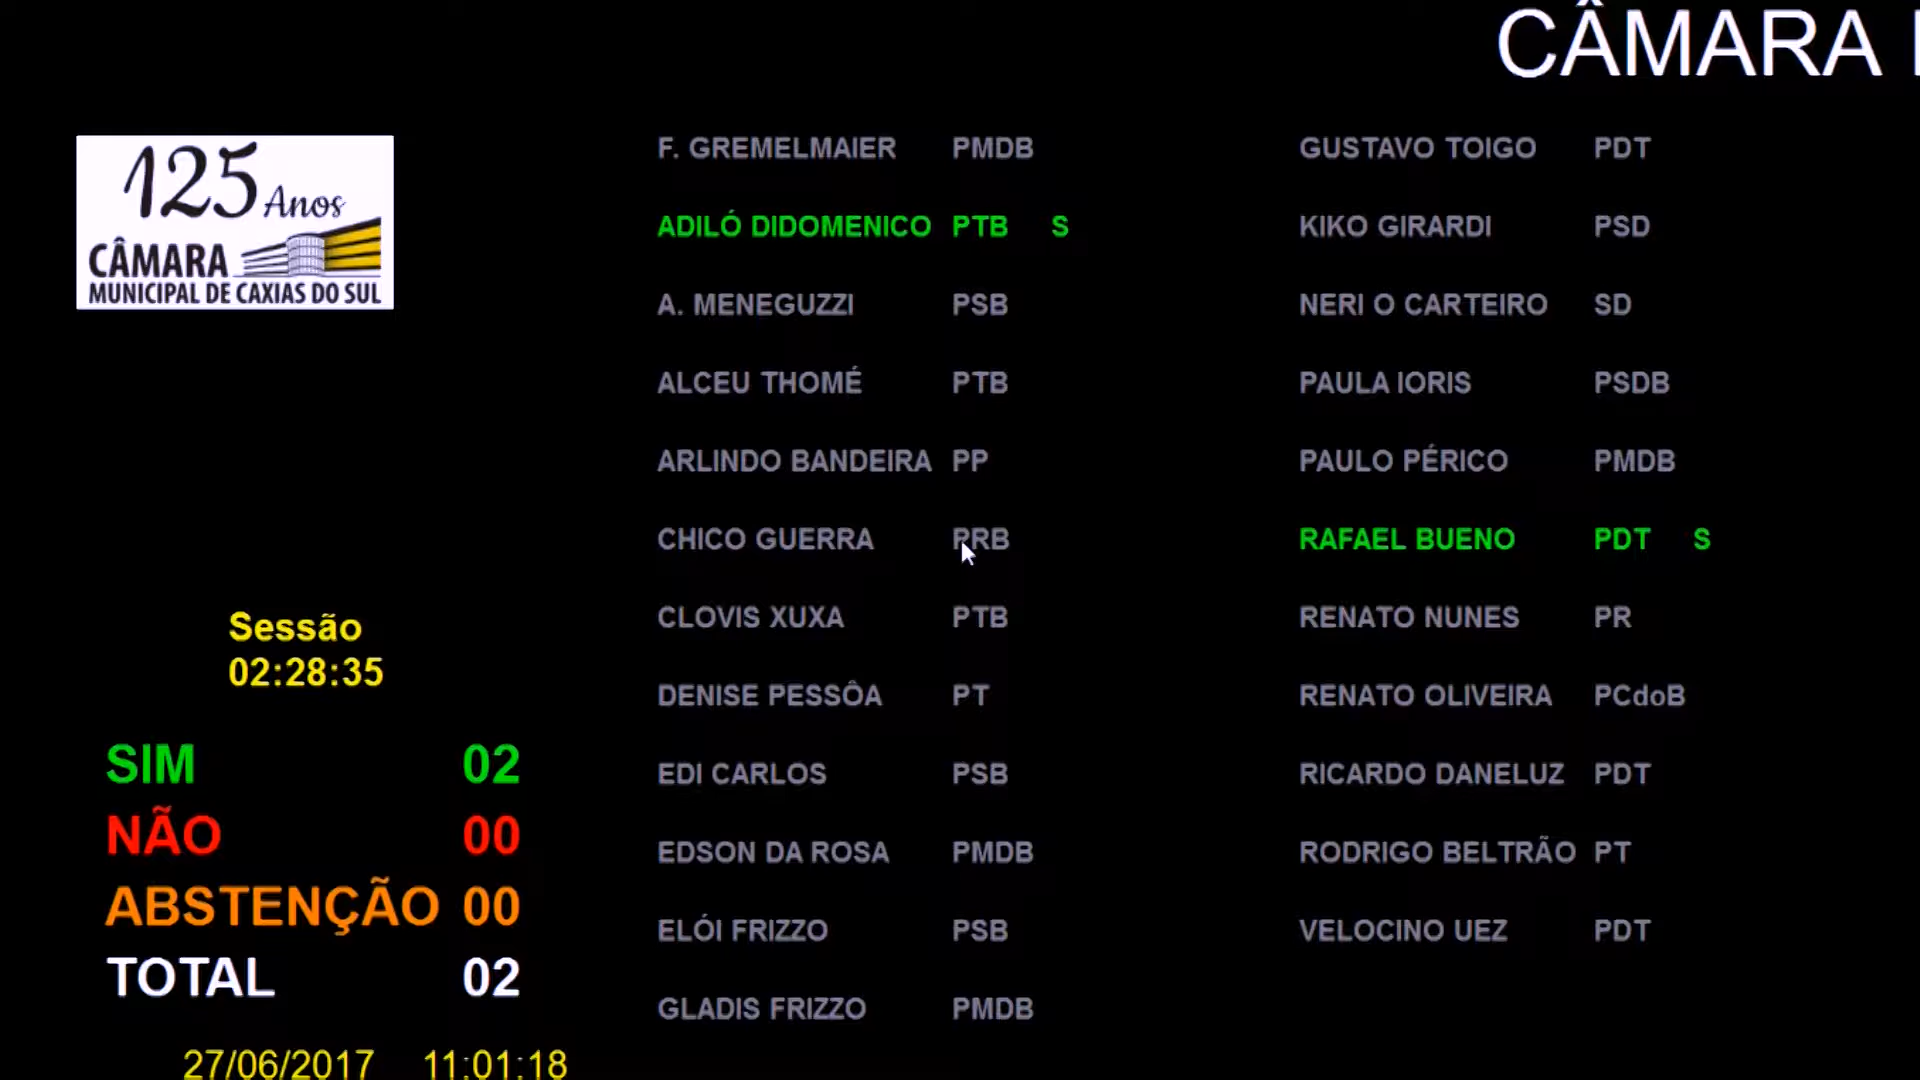 CÂMARA
125 Anos
CÂMARA
MUNICIPAL DE CAXIAS DO SUL
Sessão
02:28:35
SIM 02
NÃO 00
ABSTENÇÃO 00
TOTAL 02
27/06/2017 11:01:18
F. GREMELMAIER PMDB
ADILÓ DIDOMENICO PTB S
A. MENEGUZZI PSB
ALCEU THOMÉ PTB
ARLINDO BANDEIRA PP
CHICO GUERRA PRB
CLOVIS XUXA PTB
DENISE PESSÔA PT
EDI CARLOS PSB
EDSON DA ROSA PMDB
ELÓI FRIZZO PSB
GLADIS FRIZZO PMDB
GUSTAVO TOIGO PDT
KIKO GIRARDI PSD
NERI O CARTEIRO SD
PAULA IORIS PSDB
PAULO PÉRICO PMDB
RAFAEL BUENO PDT S
RENATO NUNES PR
RENATO OLIVEIRA PCdoB
RICARDO DANELUZ PDT
RODRIGO BELTRÃO PT
VELOCINO UEZ PDT